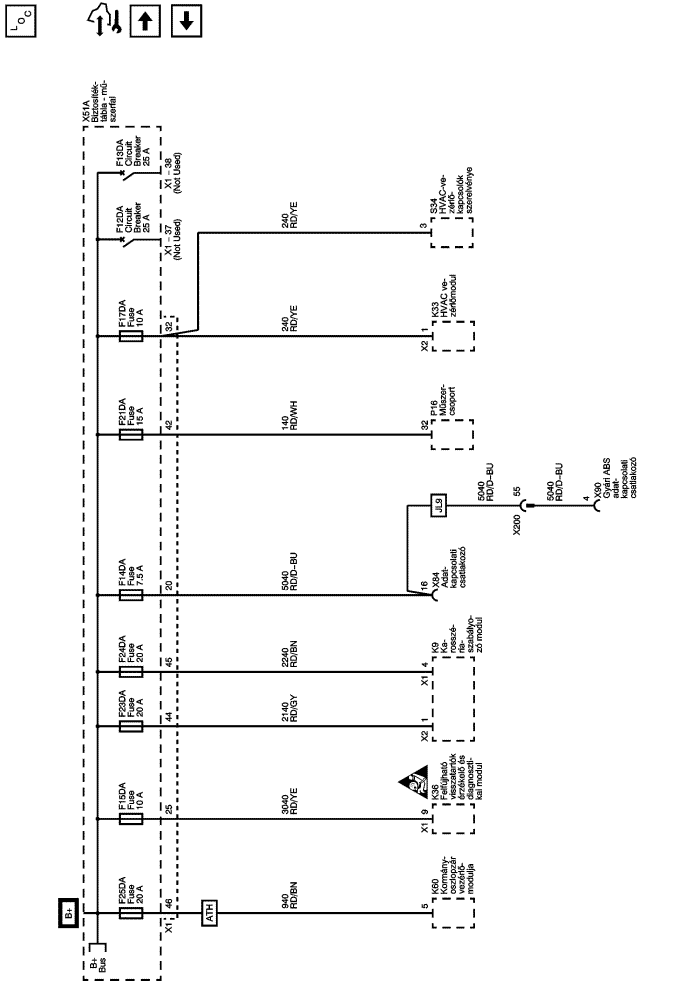 LOC
X51A
Biztosíték-
tábla - mű-
szerfal
B+
B+
Bus
F25DA
Fuse
20 A
X1
46
ATH
940
RD/BN
5
K60
Kormány-
oszlopzár
vezérlő-
modulja
F15DA
Fuse
10 A
25
3040
RD/YE
X1
9
K36
Felfújható
visszatartók
érzékelő és
diagnoszti-
kai modul
F23DA
Fuse
20 A
44
2140
RD/GY
X2
1
F24DA
Fuse
20 A
45
2240
RD/BN
X1
4
K9
Ka-
rosszé-
ria-
szabályo-
zó modul
F14DA
Fuse
7.5 A
20
5040
RD/D-BU
16
X84
Adat-
kapcsolati
csatlakozó
JL9
5040
RD/D-BU
X200
55
5040
RD/D-BU
4
X90
Gyári ABS
adat-
kapcsolati
csatlakozó
F21DA
Fuse
15 A
42
140
RD/WH
32
P16
Műszer-
csoport
F17DA
Fuse
10 A
32
240
RD/YE
X2
1
K33
HVAC ve-
zérlőmodul
240
RD/YE
3
S34
HVAC-ve-
zérlő-
kapcsolók
szerelvénye
F12DA
Circuit
Breaker
25 A
X1 - 37
(Not Used)
F13DA
Circuit
Breaker
25 A
X1 - 38
(Not Used)